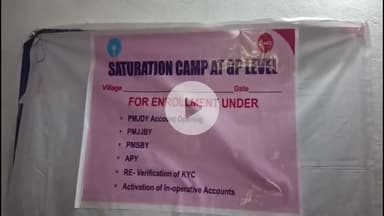 SATURATION CAMP AT GP LEVEL
Village Date
FOR ENROLLMENT UNDER
• PMJDY Account Opening
• PMJJBY
• PMSBY
• APY
• RE- Verification of KYC
• Activation of In-operative Accounts